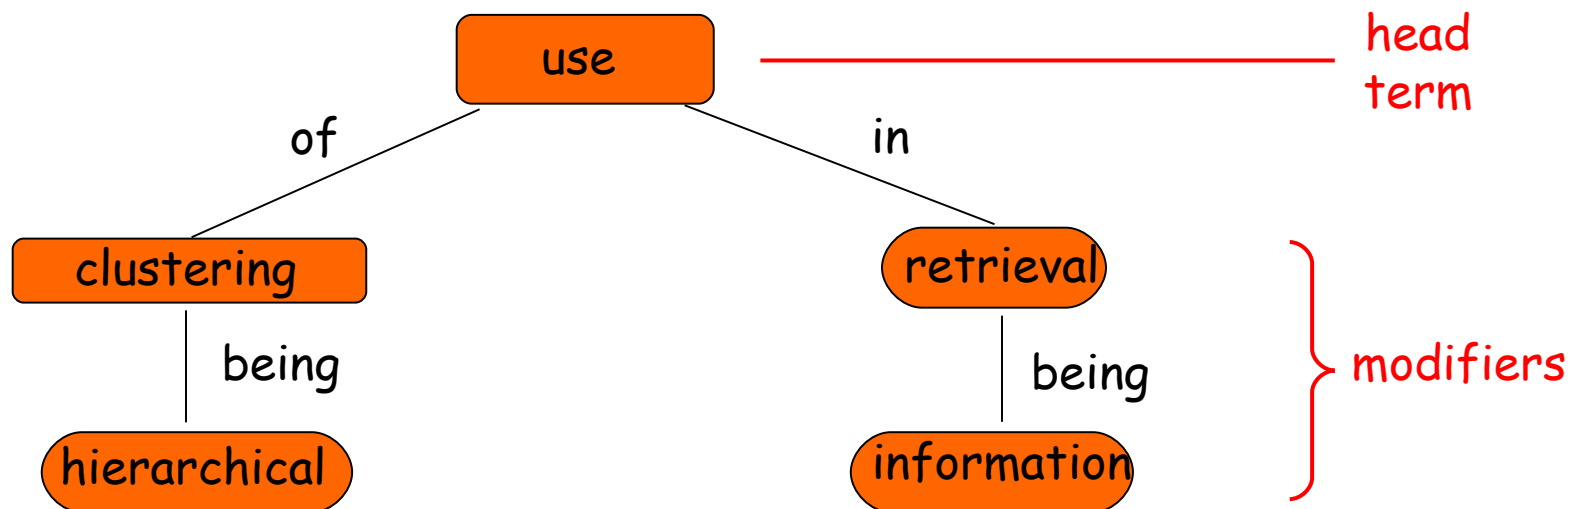 use
head
term
of
in
clustering
retrieval
being
being
modifiers
hierarchical
information